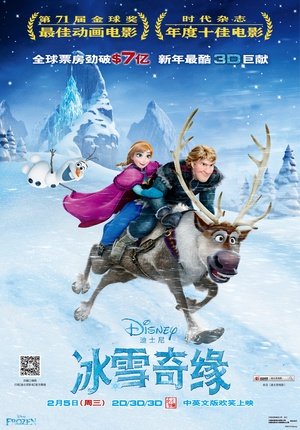 第71届金球奖
最佳动画电影
时代杂志
年度十佳电影
全球票房劲破$7亿 新年最酷3D巨献
Disney
迪士尼
冰雪奇缘
2月5日(周三) 2D/3D/3D 中英文版欢笑上映
Disney
FROZEN